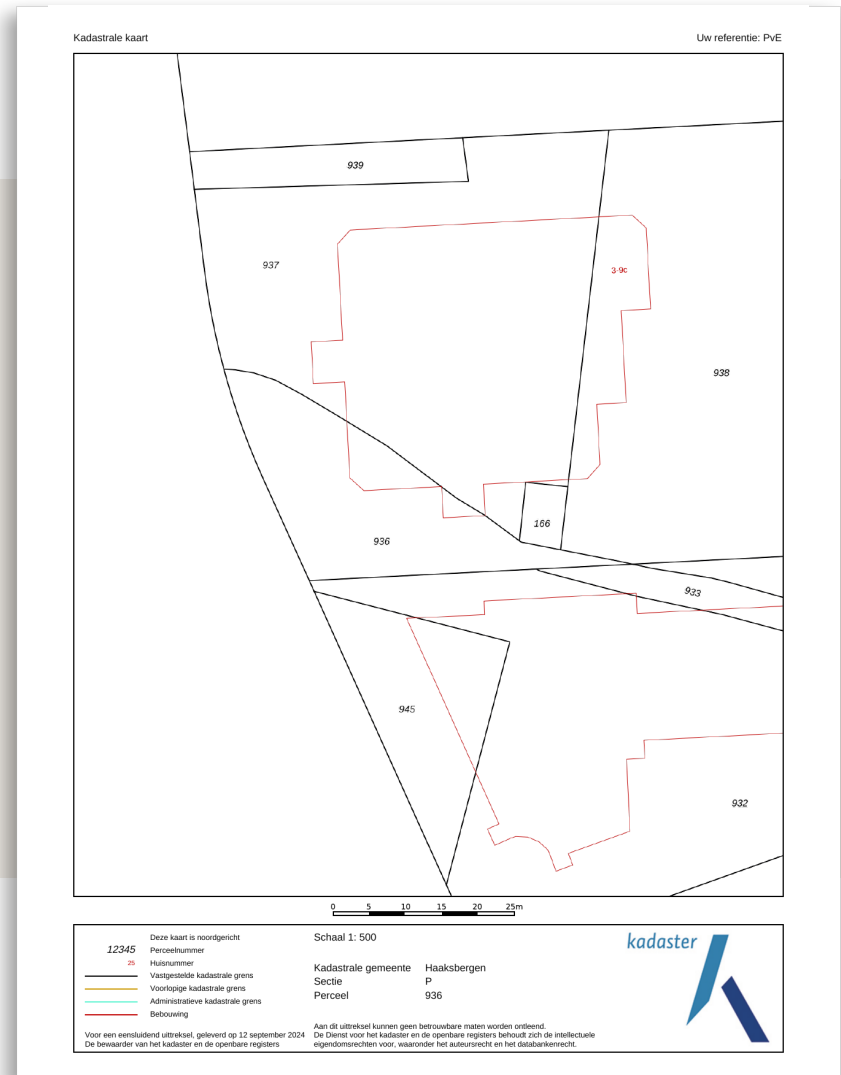 Kadastrale kaart
Uw referentie: PvE
939
937
3-9c
938
166
936
933
945
932
0 5 10 15 20 25m
12345
25
Deze kaart is noordgericht
Perceelnummer
Huisnummer
Vastgestelde kadastrale grens
Voorlopige kadastrale grens
Administratieve kadastrale grens
Bebouwing
Voor een eensluidend uittreksel, geleverd op 12 september 2024
De bewaarder van het kadaster en de openbare registers
Schaal 1: 500
Kadastrale gemeente Haaksbergen
Sectie P
Perceel 936
Aan dit uittreksel kunnen geen betrouwbare maten worden ontleend.
De Dienst voor het kadaster en de openbare registers behoudt zich de intellectuele
eigendomsrechten voor, waaronder het auteursrecht en het databankenrecht.
kadaster